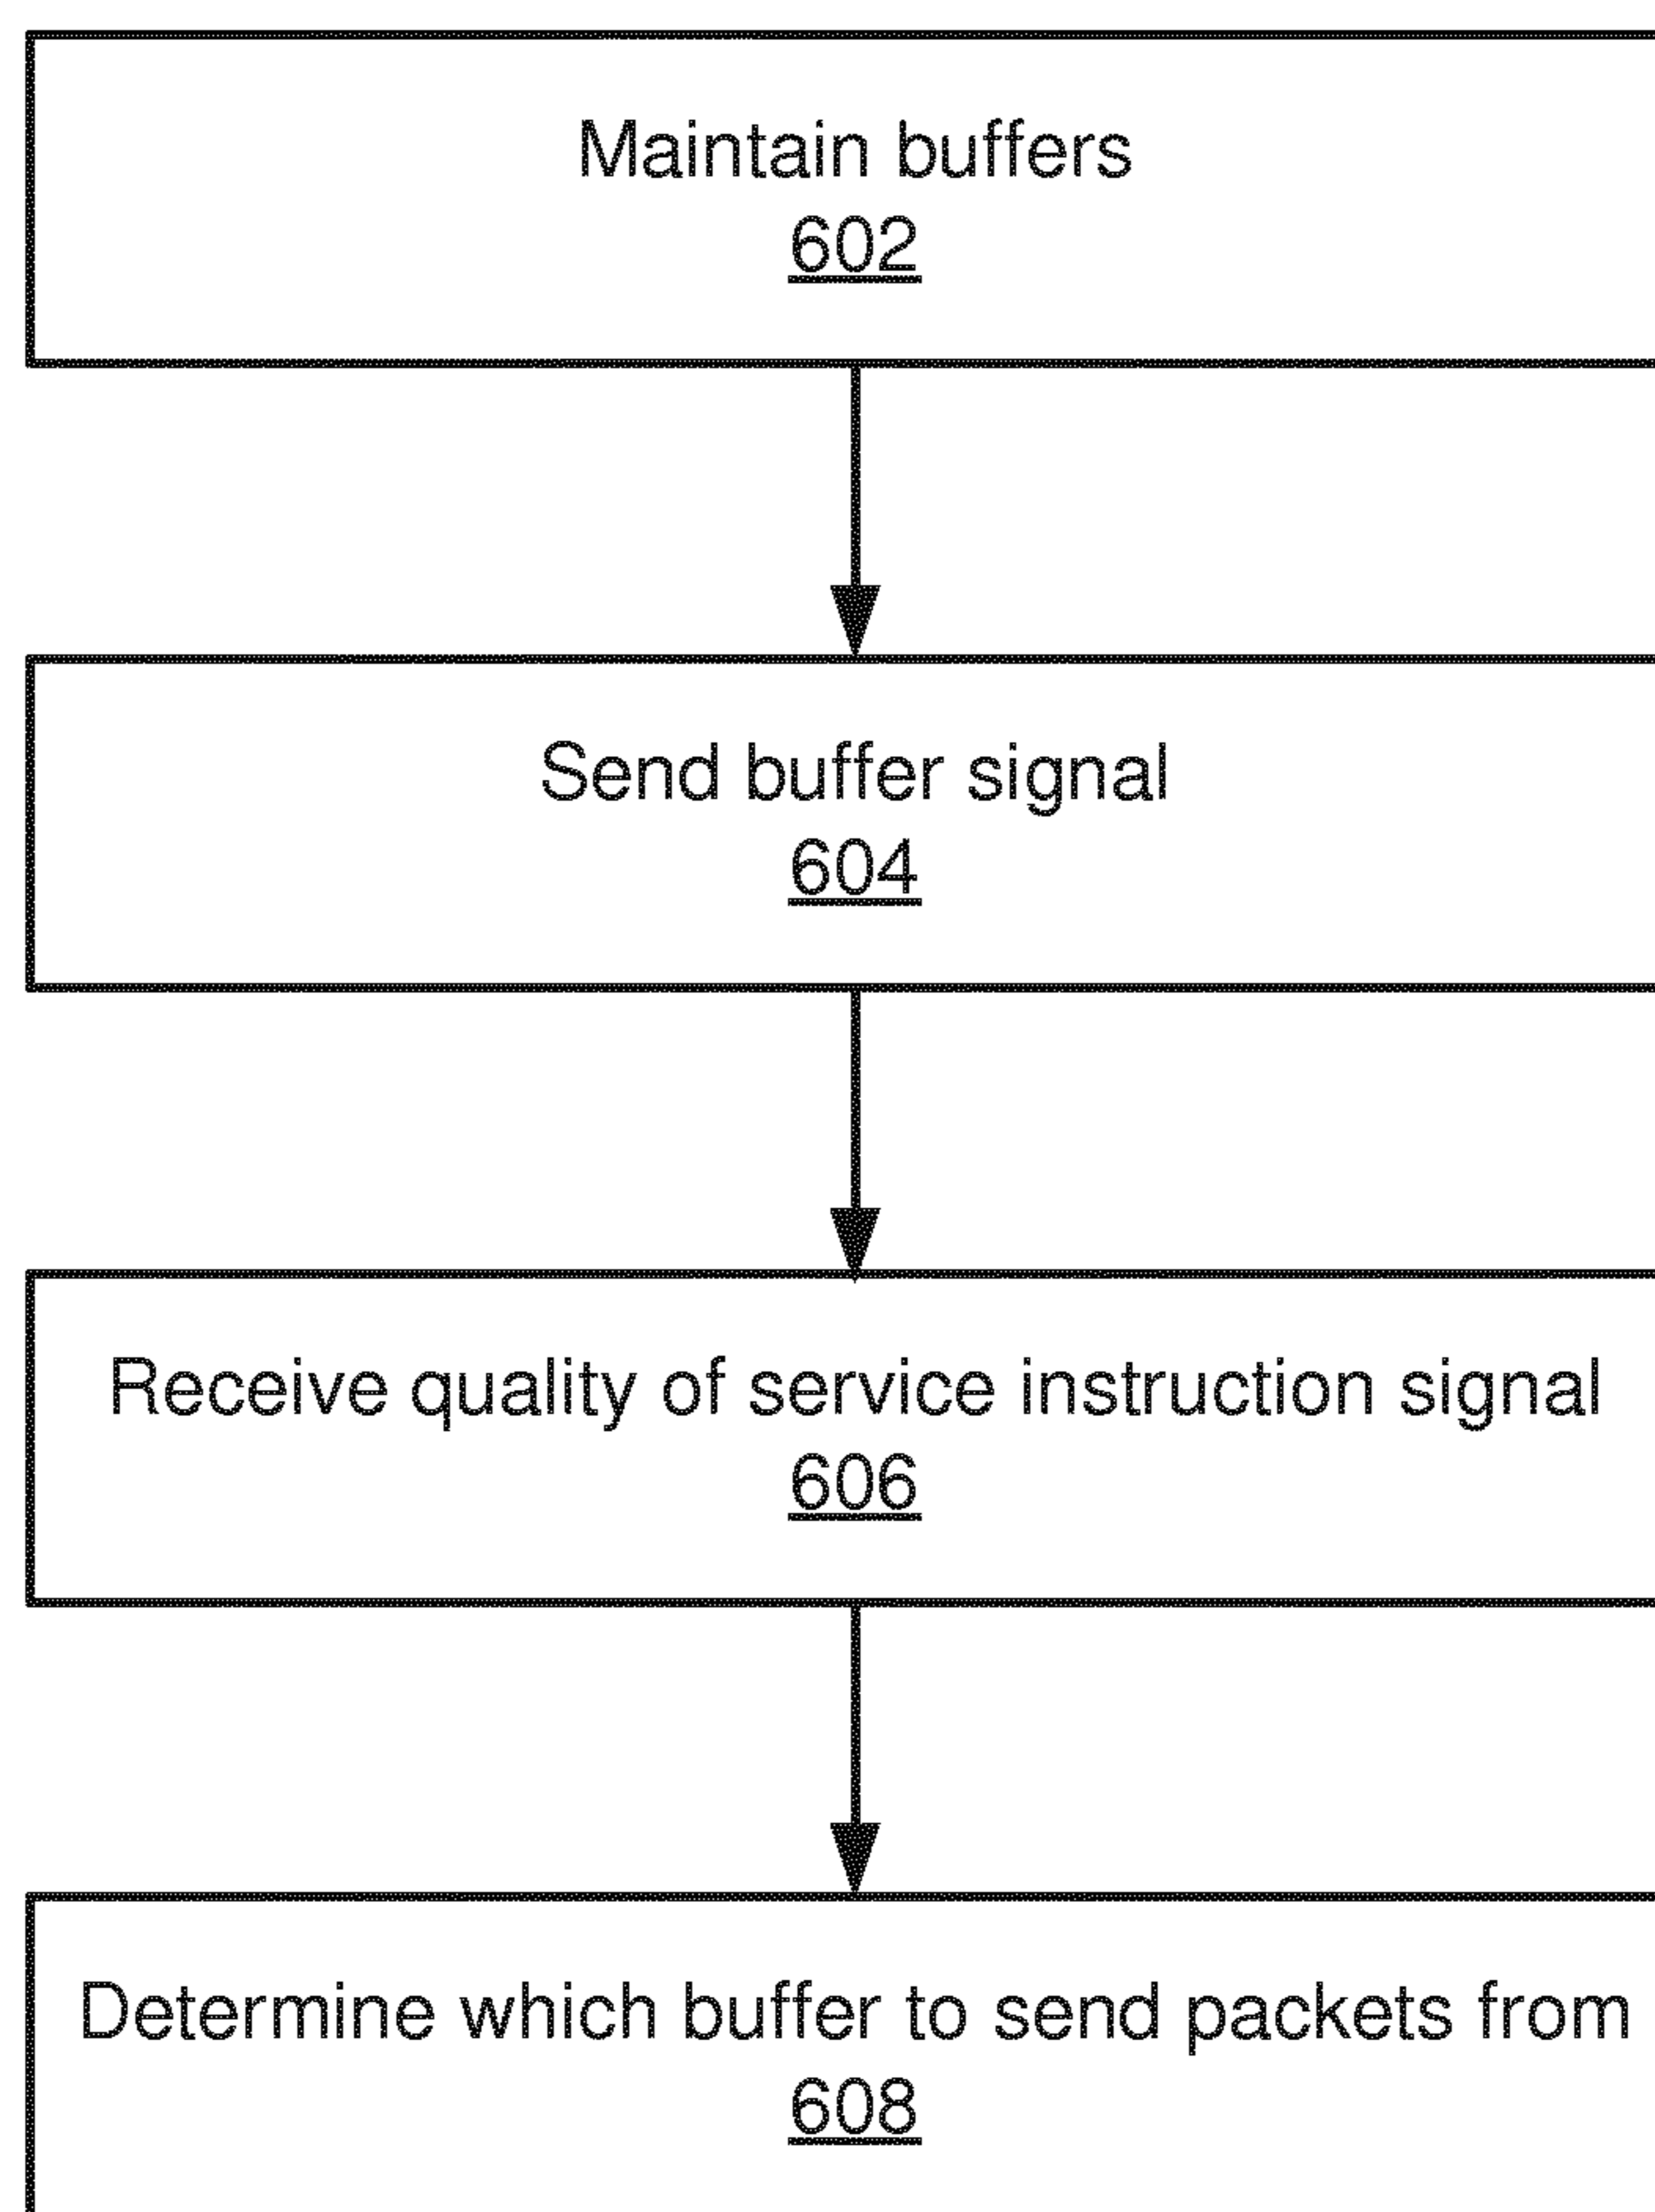 Maintain buffers
602
Send buffer signal
604
Receive quality of service instruction signal
606
Determine which buffer to send packets from
608